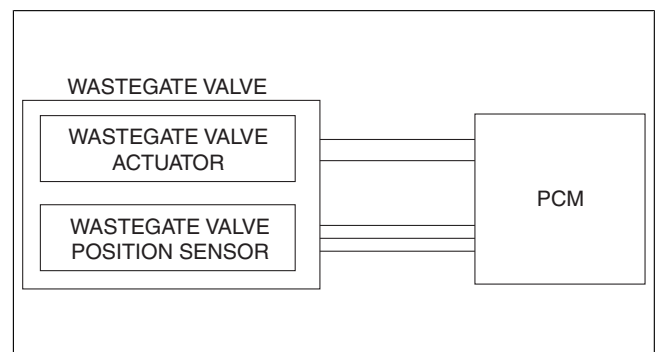 WASTEGATE VALVE
WASTEGATE VALVE
ACTUATOR
WASTEGATE VALVE
POSITION SENSOR
PCM